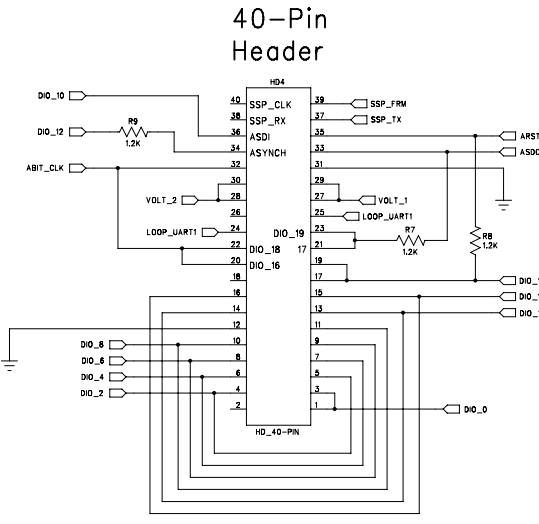 40-Pin
Header
HD4
DIO_10
40 SSP_CLK 39 SSP_FRM
38 SSP_RX 37 SSP_TX
R9
DIO_12
1.2K
36 ASDI 35 ARST
34 ASYNCH 33 ASDO
ABIT_CLK
32 31
30 29
VOLT_2 28 27 VOLT_1
26 25 LOOP_UART1
LOOP_UART1 24 DIO_19 23
R7
1.2K
R8
1.2K
22 DIO_18 17 21
20 DIO_16 19
18 17 DIO_1
16 15 DIO_1
14 13 DIO_1
12 11
DIO_8 10 9
DIO_6 8 7
DIO_4 6 5
DIO_2 4 3
2 1 DIO_0
HD_40-PIN